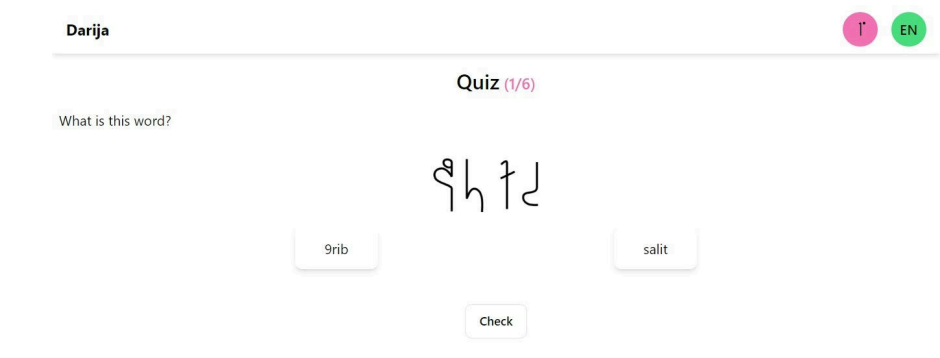 Darija
EN
Quiz (1/6)
What is this word?
9rib
salit
Check